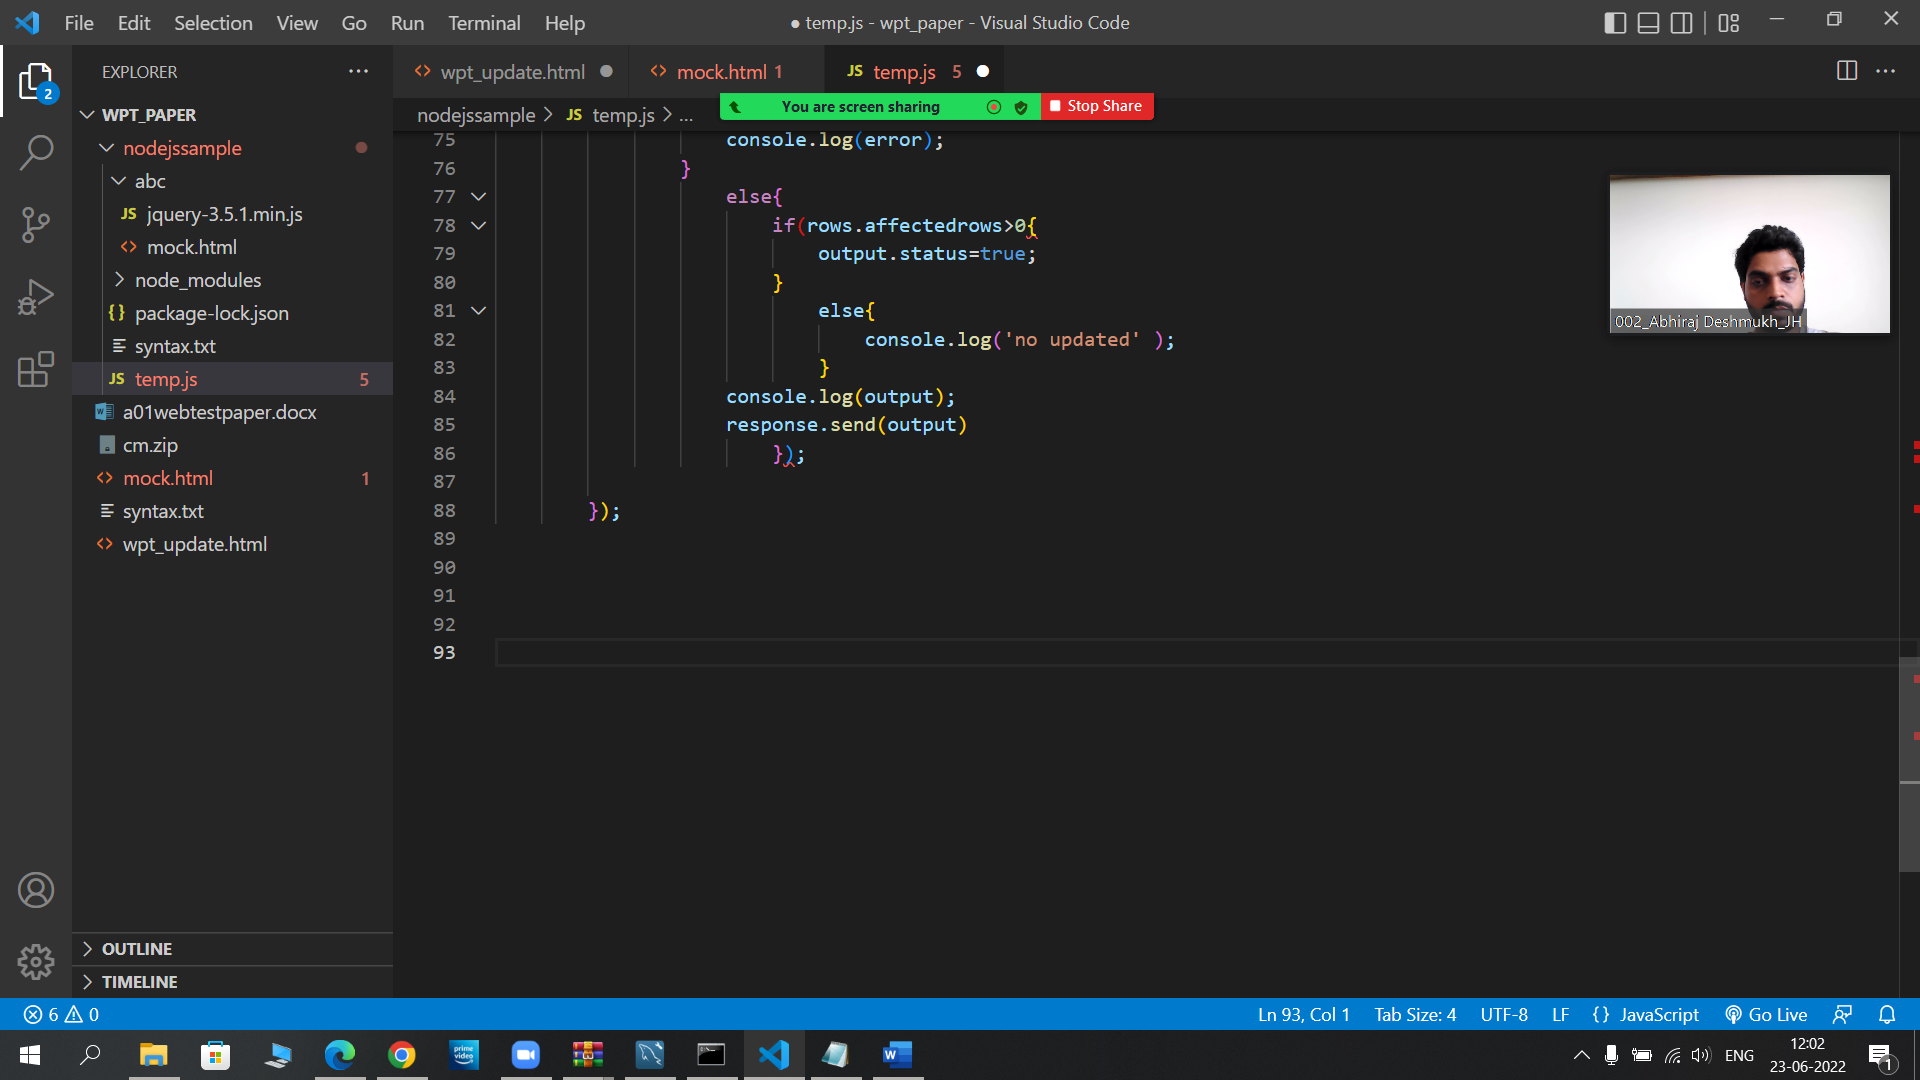 File Edit Selection View Go Run Terminal Help
● temp.js - wpt_paper - Visual Studio Code
2
EXPLORER
WPT_PAPER
nodejssample
abc
JS jquery-3.5.1.min.js
mock.html
node_modules
{} package-lock.json
syntax.txt
JS temp.js 5
a01webtestpaper.docx
cm.zip
mock.html 1
syntax.txt
wpt_update.html
OUTLINE
TIMELINE
wpt_update.html
mock.html 1
JS temp.js 5
nodejssample > JS temp.js > ...
You are screen sharing Stop Share
75 console.log(error);
76 }
77 else{
78 if(rows.affectedrows>0{
79 output.status=true;
80 }
81 else{
82 console.log('no updated' );
83 }
84 console.log(output);
85 response.send(output)
86 });
87
88 });
89
90
91
92
93
002_Abhiraj Deshmukh_JH
6 0
Ln 93, Col 1 Tab Size: 4 UTF-8 LF {} JavaScript Go Live
prime video
W
ENG
12:02
23-06-2022
1